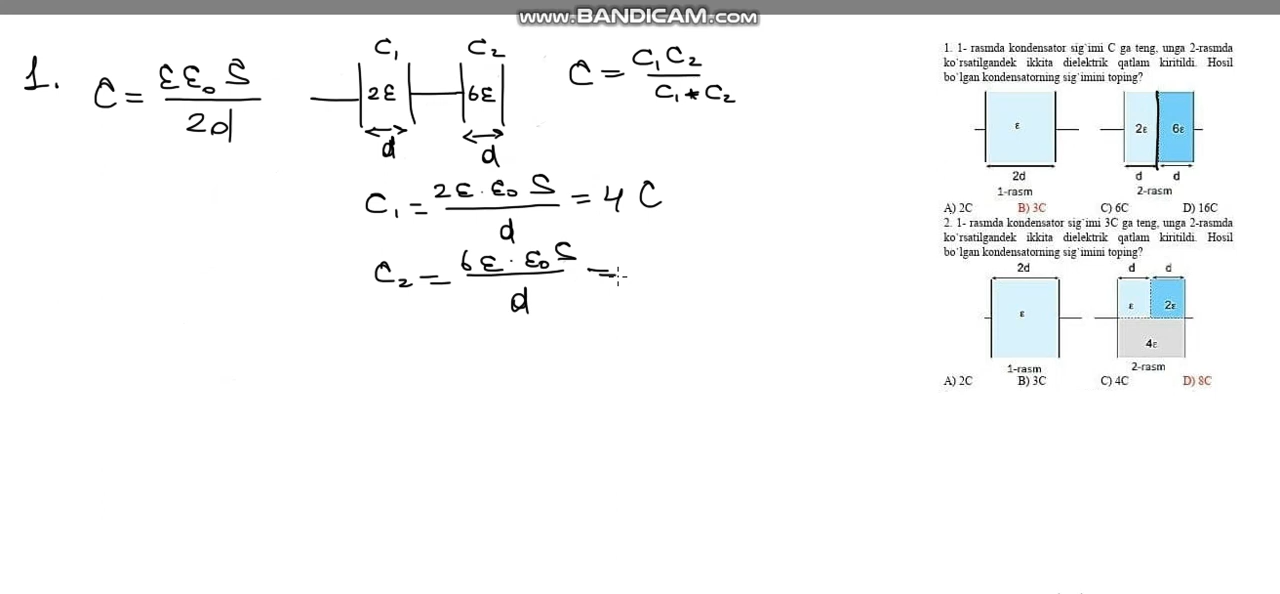 www.BANDICAM.com
1.
C = εε₀S / 2d
C₁
C₂
2ε
6ε
d
d
C = C₁C₂ / C₁+C₂
C₁ = 2ε·ε₀S / d = 4C
C₂ = 6ε·ε₀S / d =
1. 1- rasmda kondensator sig`imi C ga teng, unga 2-rasmda
ko`rsatilgandek ikkita dielektrik qatlam kiritildi. Hosil
bo`lgan kondensatorning sig`imini toping?
ε
2ε
6ε
2d
d
d
1-rasm
2-rasm
A) 2C B) 3C C) 6C D) 16C
2. 1- rasmda kondensator sig`imi 3C ga teng, unga 2-rasmda
ko`rsatilgandek ikkita dielektrik qatlam kiritildi. Hosil
bo`lgan kondensatorning sig`imini toping?
2d
d
d
ε
ε
2ε
4ε
1-rasm
2-rasm
A) 2C B) 3C C) 4C D) 8C